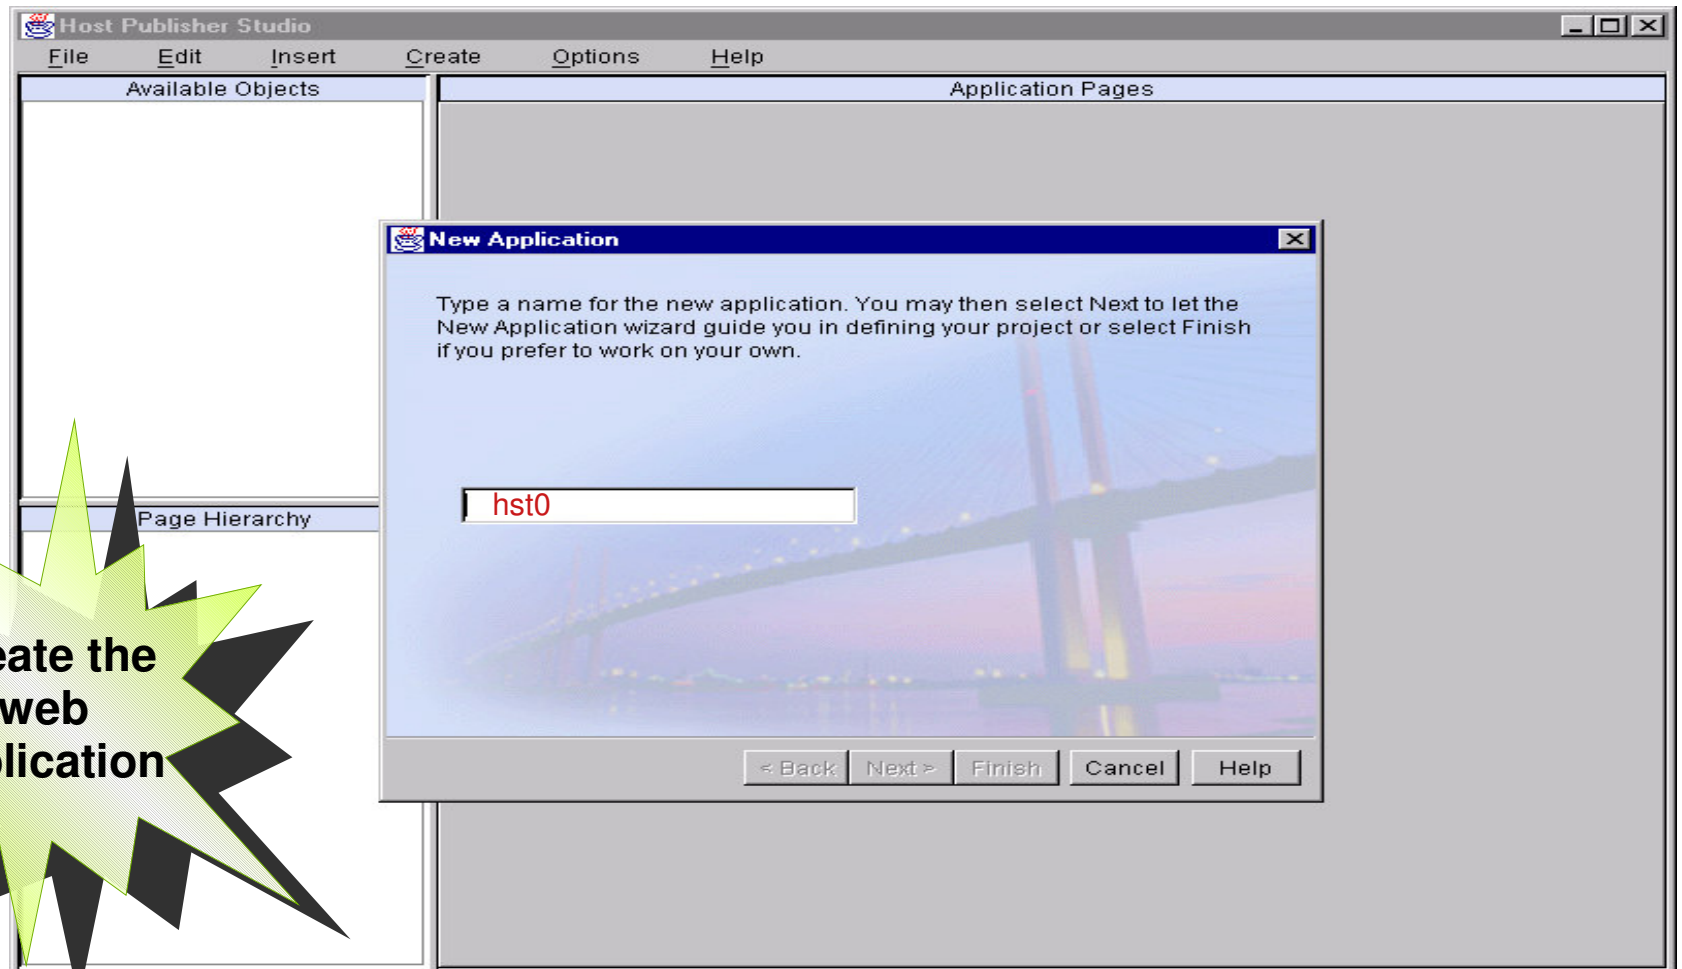 Host Publisher Studio
File Edit Insert Create Options Help
Available Objects
Application Pages
New Application
Type a name for the new application. You may then select Next to let the
New Application wizard guide you in defining your project or select Finish
if you prefer to work on your own.
hst0
Page Hierarchy
eate the
web
plication
< Back Next > Finish Cancel Help